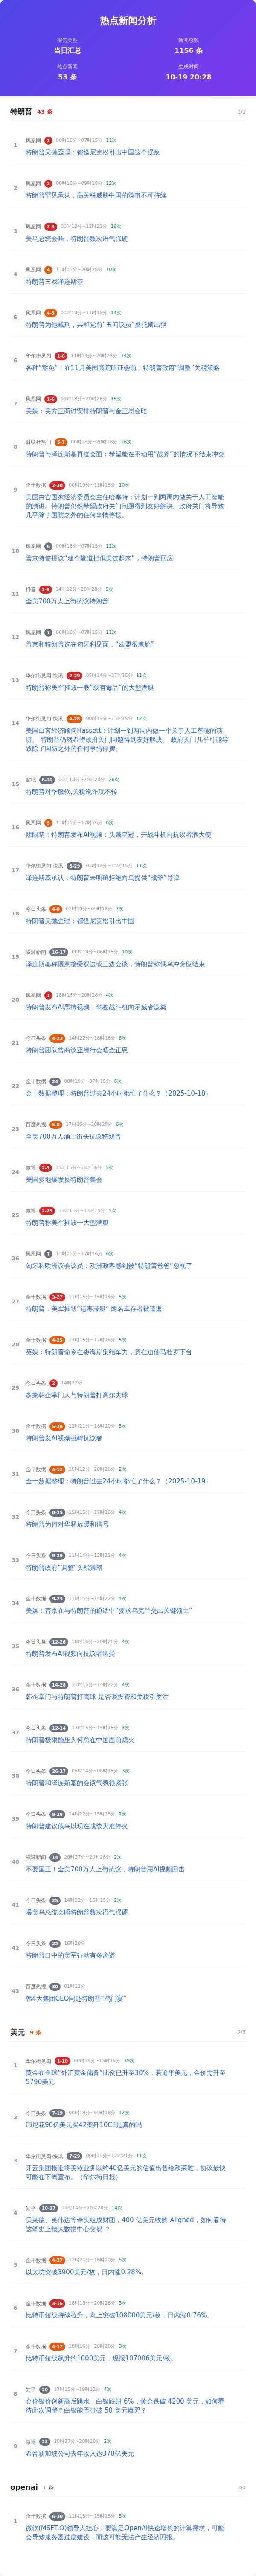 热点新闻分析
报告类型
新闻总数
当日汇总
1156 条
热点新闻
生成时间
53 条
10-19 20:28
特朗普 43 条 1/3
1 凤凰网 1 00时18分~07时15分 11次
特朗普又抛歪理：都怪尼克松引出中国这个强敌
2 凤凰网 2 00时18分~09时18分 12次
特朗普罕见承认，高关税威胁中国的策略不可持续
3 凤凰网 3-4 00时18分~12时21分 16次
美乌总统会晤，特朗普数次语气强硬
4 凤凰网 4 13时15分~20时28分 10次
特朗普三戏泽连斯基
5 凤凰网 4-5 00时18分~11时15分 14次
特朗普为他减刑，共和党前“丑闻议员”桑托斯出狱
6 华尔街见闻 1-6 11时14分~20时28分 14次
各种“豁免”！在11月美国高院听证会前，特朗普政府“调整”关税策略
7 凤凰网 1-6 09时18分~20时28分 15次
美媒：美方正商讨安排特朗普与金正恩会晤
8 财联社热门 5-7 00时18分~20时28分 26次
特朗普与泽连斯基再度会面：希望能在不动用“战斧”的情况下结束冲突
9 金十数据 2-30 00时19分~11时15分 10次
美国白宫国家经济委员会主任哈塞特：计划一到两周内做关于人工智能
的演讲。特朗普仍然希望政府关门问题得到友好解决。政府关门将导致
几乎除了国防之外的任何事情停摆。
10 凤凰网 6 00时18分~07时15分 11次
普京特使提议“建个隧道把俄美连起来”，特朗普回应
11 抖音 1-9 14时22分~20时28分 9次
全美700万人上街抗议特朗普
12 凤凰网 7 00时18分~07时15分 11次
普京和特朗普选在匈牙利见面，“欧盟很尴尬”
13 华尔街见闻-快讯 2-29 05时14分~17时16分 11次
特朗普称美军摧毁一艘“载有毒品”的大型潜艇
14 华尔街见闻-快讯 4-28 00时19分~13时15分 12次
美国白宫经济顾问Hassett：计划一到两周内做一个关于人工智能的演
讲。 特朗普仍然希望政府关门问题得到友好解决。 政府关门几乎可能导
致除了国防之外的任何事情停摆。
15 贴吧 6-10 00时18分~20时28分 26次
特朗普对华服软,关税讹诈玩不转
16 凤凰网 8 13时15分~17时16分 6次
辣眼睛！特朗普发布AI视频：头戴皇冠，开战斗机向抗议者洒大便
17 华尔街见闻-快讯 6-29 03时12分~15时15分 11次
泽连斯基承认：特朗普未明确拒绝向乌提供“战斧”导弹
18 今日头条 4-9 02时19分~09时18分 7次
特朗普又抛歪理：都怪尼克松引出中国
19 澎湃新闻 16-17 00时18分~06时15分 10次
泽连斯基称愿意接受双边或三边会谈，特朗普称俄乌冲突应结束
20 凤凰网 1 18时16分~20时28分 4次
特朗普发布AI恶搞视频，驾驶战斗机向示威者泼粪
21 今日头条 4-23 14时22分~18时16分 6次
特朗普团队曾商议亚洲行会晤金正恩
22 金十数据 24 00时19分~07时15分 8次
金十数据整理：特朗普过去24小时都忙了什么？（2025-10-18）
23 百度热搜 5-8 17时15分~20时28分 6次
全美700万人涌上街头抗议特朗普
24 微博 2-9 15时15分~18时16分 5次
美国多地爆发反特朗普集会
25 微博 2-25 11时14分~13时15分 5次
特朗普称美军摧毁一大型潜艇
26 凤凰网 7 13时15分~17时16分 6次
匈牙利欧洲议会议员：欧洲政客感到被“特朗普爸爸”忽视了
27 金十数据 3-27 11时15分~15时15分 5次
特朗普：美军摧毁“运毒潜艇” 两名幸存者被遣返
28 金十数据 4-25 13时15分~17时16分 5次
英媒：特朗普命令在委海岸集结军力，意在迫使马杜罗下台
29 今日头条 2 14时22分
多家韩企掌门人与特朗普打高尔夫球
30 金十数据 5-28 12时21分~16时20分 5次
特朗普发AI视频挑衅抗议者
31 金十数据 4-12 19时12分~20时28分 2次
金十数据整理：特朗普过去24小时都忙了什么？（2025-10-19）
32 今日头条 8-25 15时15分~17时16分 4次
特朗普为何对华释放缓和信号
33 今日头条 9-29 11时14分~12时21分 4次
特朗普政府“调整”关税策略
34 金十数据 9-23 11时15分~14时22分 4次
美媒：普京在与特朗普的通话中“要求乌克兰交出关键领土”
35 今日头条 12-26 18时16分~20时28分 4次
特朗普发布AI视频向抗议者洒粪
36 金十数据 14-28 11时15分~14时22分 4次
韩企掌门与特朗普打高球 是否谈投资和关税引关注
37 今日头条 12-14 13时15分~15时15分 3次
特朗普极限施压为何总在中国面前熄火
38 今日头条 26-27 05时14分~06时15分 3次
特朗普和泽连斯基的会谈气氛很紧张
39 今日头条 8-28 14时22分~15时15分 2次
特朗普建议俄乌以现在战线为准停火
40 澎湃新闻 14 20时27分~20时28分 2次
不要国王！全美700万人上街抗议，特朗普用AI视频回击
41 今日头条 25 14时22分~15时15分 2次
曝美乌总统会晤特朗普数次语气强硬
42 今日头条 22 16时20分
特朗普口中的美军行动有多离谱
43 百度热搜 30 01时12分
韩4大集团CEO同赴特朗普“鸿门宴”
美元 9 条 2/3
1 华尔街见闻 1-10 00时18分~15时15分 19次
黄金在全球“外汇黄金储备”比例已升至30%，若追平美元，金价需升至
5790美元
2 今日头条 7-19 00时18分~09时18分 12次
印尼花90亿美元买42架歼10CE是真的吗
3 华尔街见闻-快讯 7-29 00时19分~12时21分 11次
开云集团接近将美妆业务以约40亿美元的估值出售给欧莱雅，协议最快
可能在下周宣布。（华尔街日报）
4 知乎 10-17 11时14分~20时28分 14次
贝莱德、英伟达等牵头组成财团，400 亿美元收购 Aligned，如何看待
这笔史上最大数据中心交易 ？
5 金十数据 4-27 12时21分~16时20分 5次
以太坊突破3900美元/枚，日内涨0.28%。
6 金十数据 3-16 18时16分~20时28分 3次
比特币短线持续拉升，向上突破108000美元/枚，日内涨0.76%。
7 金十数据 4-17 18时16分~20时28分 3次
比特币短线飙升约1000美元，现报107006美元/枚。
8 知乎 20 17时15分~19时12分 4次
金价银价创新高后跳水，白银跌超 6%，黄金跌破 4200 美元，如何看
待此次调整？白银能否打破 50 美元魔咒？
9 微博 23 20时27分~20时28分 2次
希音新加坡公司去年收入达370亿美元
openai 1 条 3/3
1 金十数据 6-30 11时15分~15时15分 5次
微软(MSFT.O)领导人担心，要满足OpenAI快速增长的计算需求，可能
会导致服务器过度建设，而这可能无法产生经济回报。